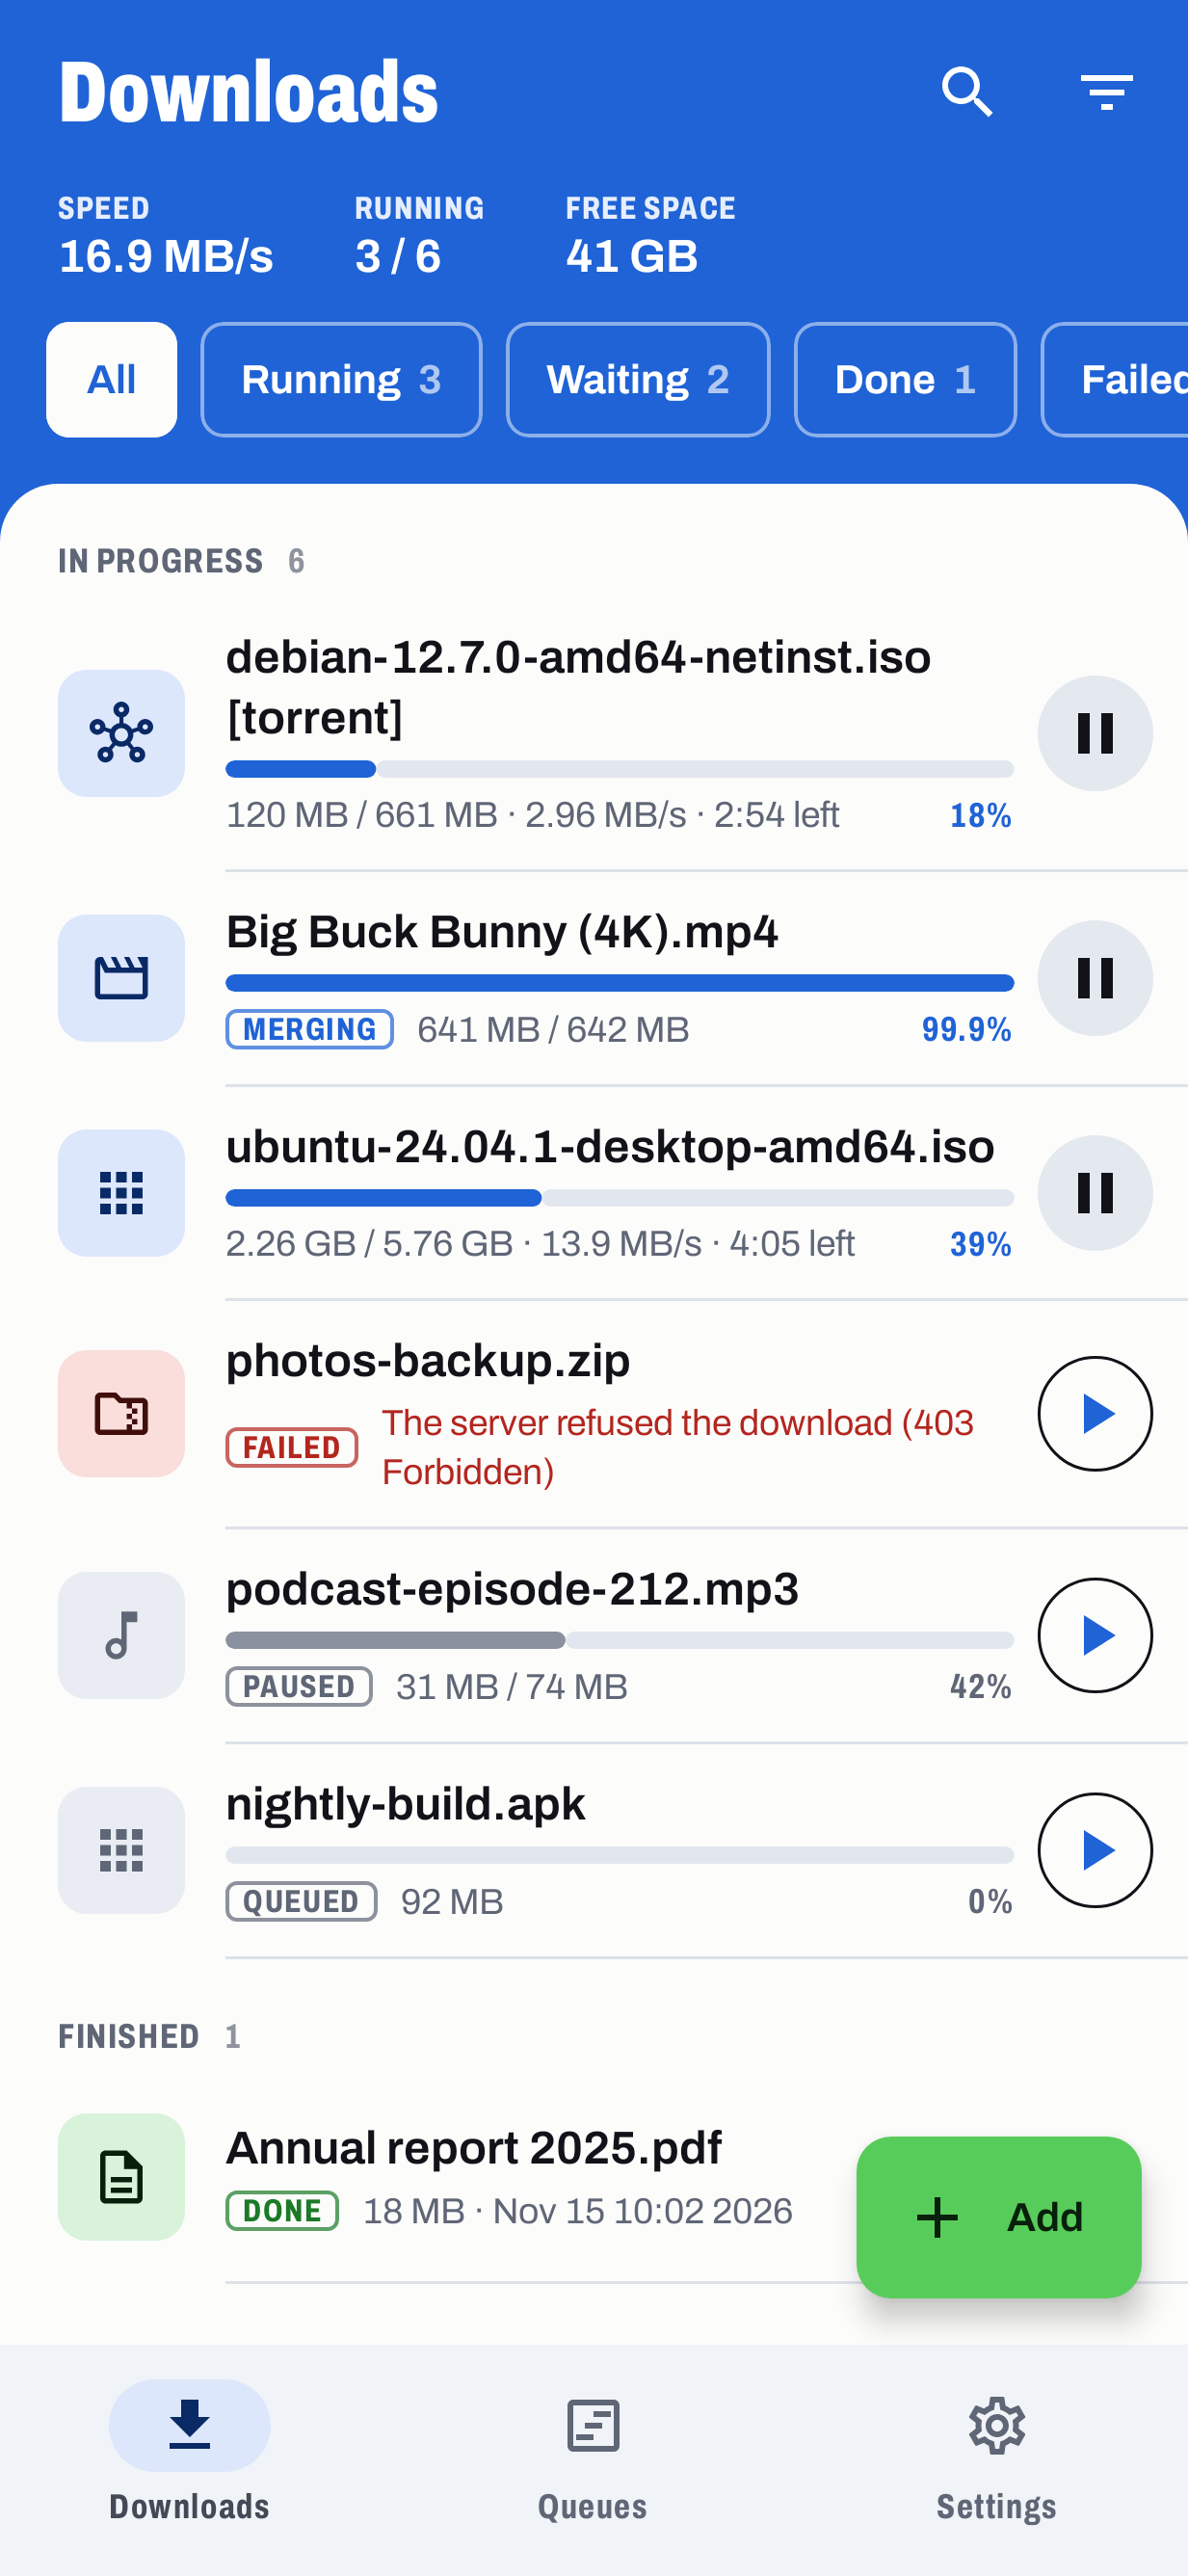 Downloads
SPEED RUNNING FREE SPACE
16.9 MB/s 3 / 6 41 GB
All Running 3 Waiting 2 Done 1 Failed
IN PROGRESS 6
debian-12.7.0-amd64-netinst.iso
[torrent]
120 MB / 661 MB · 2.96 MB/s · 2:54 left 18%
Big Buck Bunny (4K).mp4
MERGING 641 MB / 642 MB 99.9%
ubuntu-24.04.1-desktop-amd64.iso
2.26 GB / 5.76 GB · 13.9 MB/s · 4:05 left 39%
photos-backup.zip
FAILED The server refused the download (403
Forbidden)
podcast-episode-212.mp3
PAUSED 31 MB / 74 MB 42%
nightly-build.apk
QUEUED 92 MB 0%
FINISHED 1
Annual report 2025.pdf
DONE 18 MB · Nov 15 10:02 2026
Add
Downloads Queues Settings